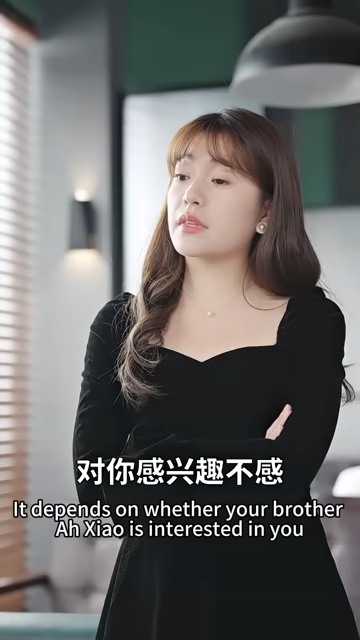 对你感兴趣不感
It depends on whether your brother
Ah Xiao is interested in you